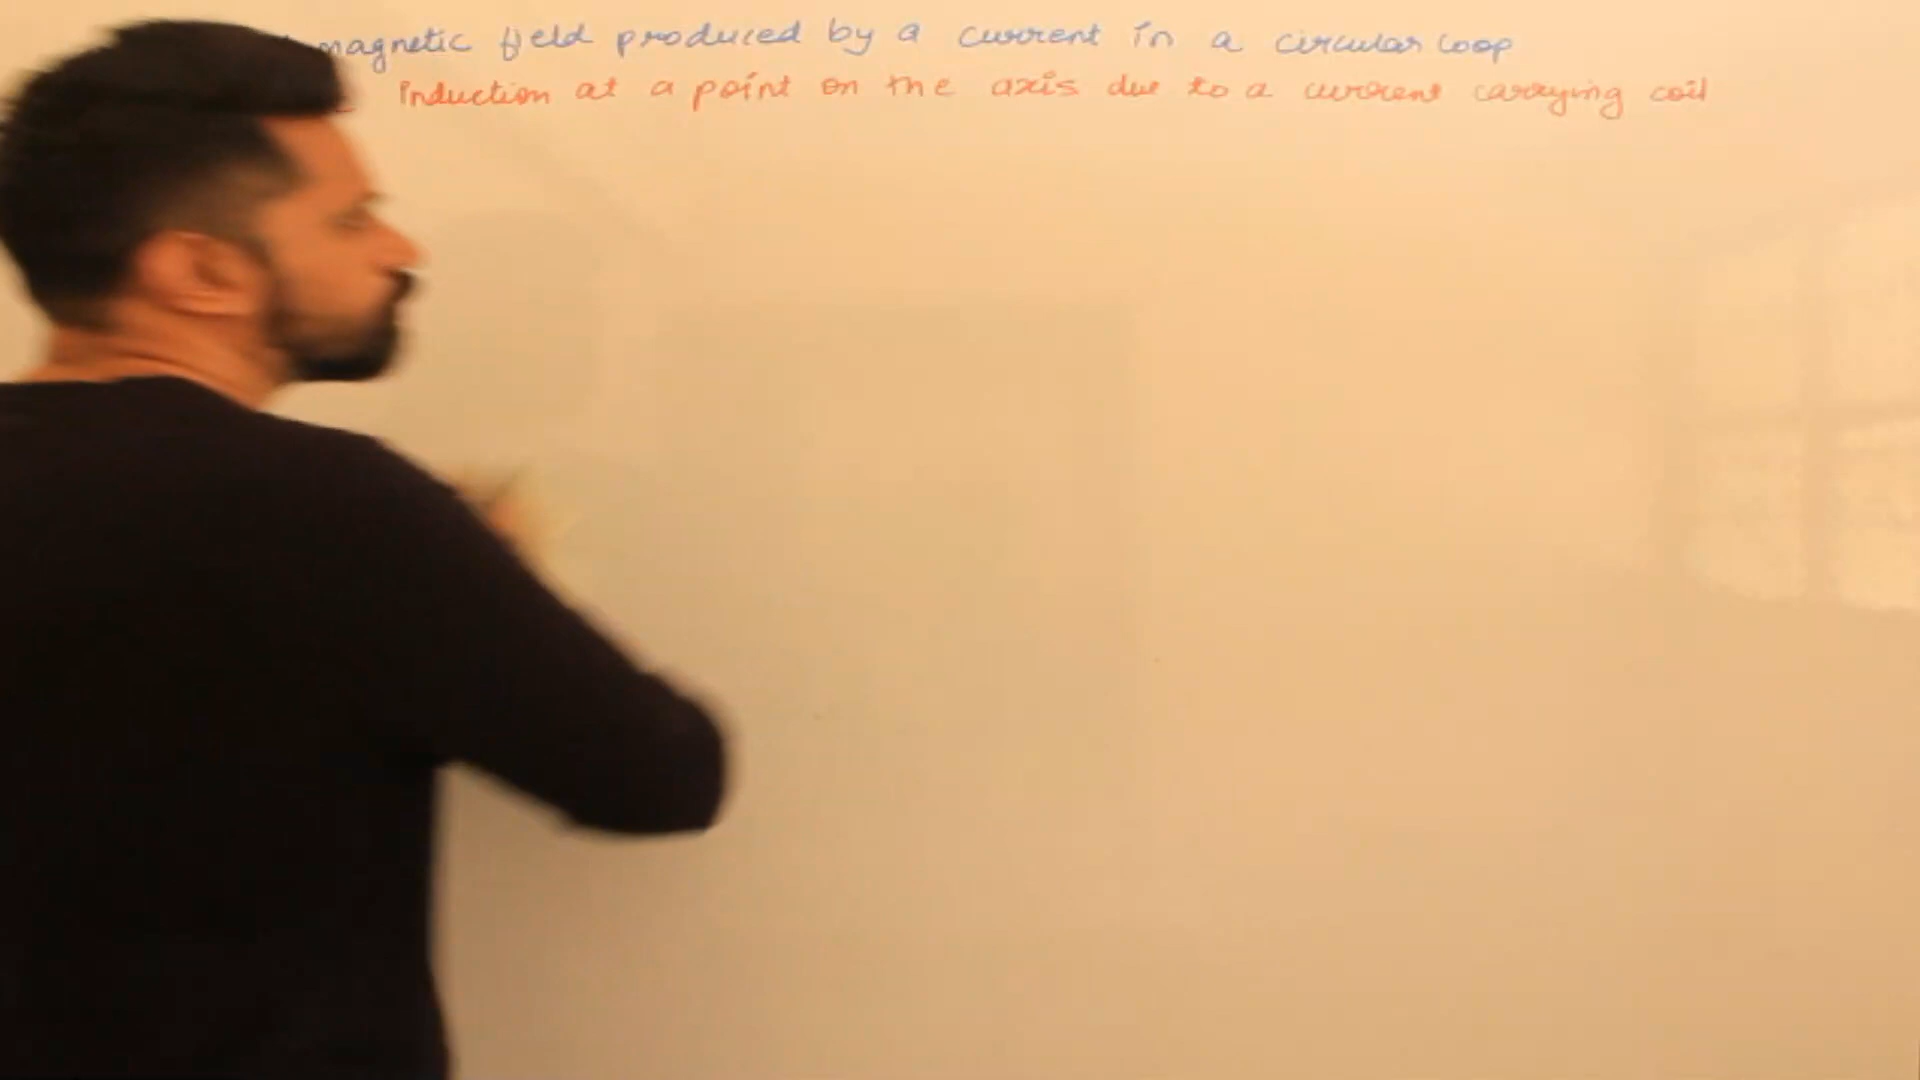 magnetic field produced by a current in a circular loop
Induction at a point on the axis due to a current carrying coil